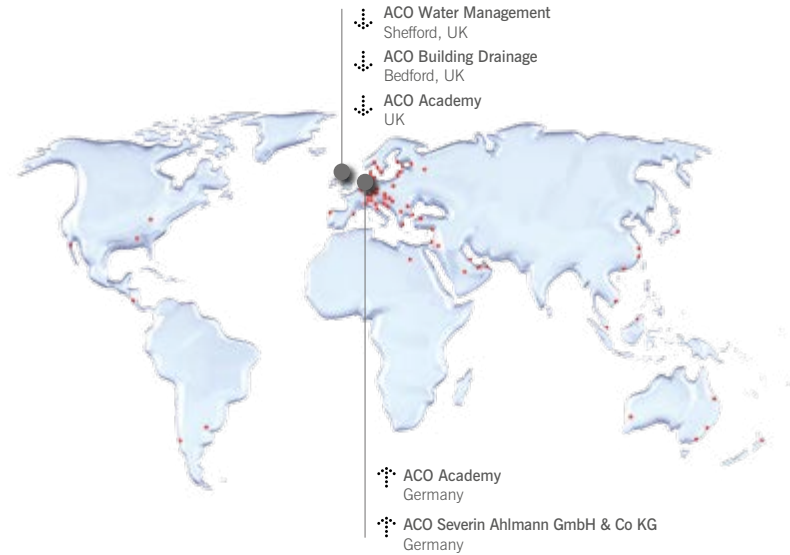 ACO Water Management
Shefford, UK
ACO Building Drainage
Bedford, UK
ACO Academy
UK
ACO Academy
Germany
ACO Severin Ahlmann GmbH & Co KG
Germany